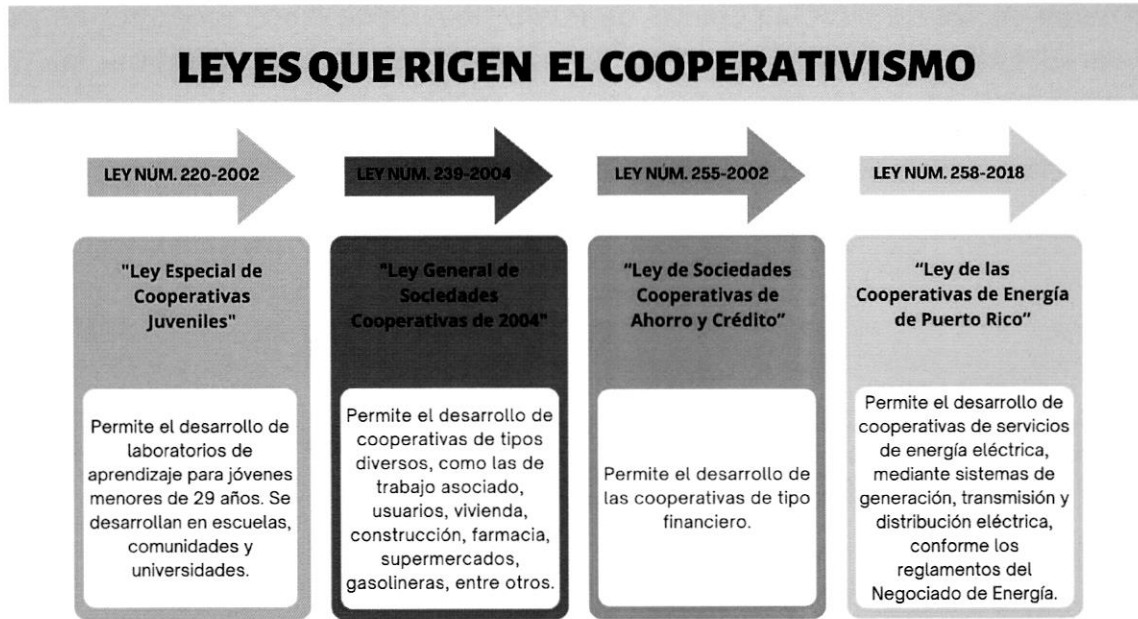 LEYES QUE RIGEN EL COOPERATIVISMO
LEY NÚM. 220-2002
LEY NÚM. 239-2004
LEY NÚM. 255-2002
LEY NÚM. 258-2018
"Ley Especial de
Cooperativas
Juveniles"
Permite el desarrollo de
laboratorios de
aprendizaje para jóvenes
menores de 29 años. Se
desarrollan en escuelas,
comunidades y
universidades.
"Ley General de
Sociedades
Cooperativas de 2004"
Permite el desarrollo de
cooperativas de tipos
diversos, como las de
trabajo asociado,
usuarios, vivienda,
construcción, farmacia,
supermercados,
gasolineras, entre otros.
“Ley de Sociedades
Cooperativas de
Ahorro y Crédito”
Permite el desarrollo de
las cooperativas de tipo
financiero.
“Ley de las
Cooperativas de Energía
de Puerto Rico”
Permite el desarrollo de
cooperativas de servicios
de energía eléctrica,
mediante sistemas de
generación, transmisión y
distribución eléctrica,
conforme los
reglamentos del
Negociado de Energía.